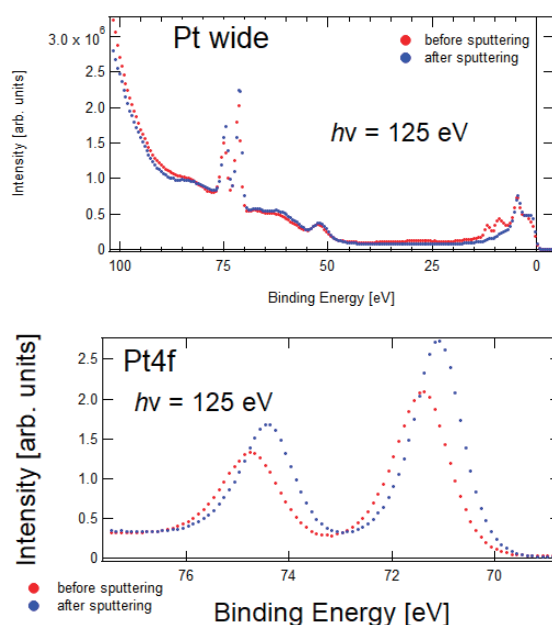 3.0 x 10⁶
Pt wide
before sputtering
after sputtering
2.5
2.0
hν = 125 eV
1.5
1.0
0.5
0
Intensity [arb. units]
100
75
50
25
0
Binding Energy [eV]
Pt4f
hν = 125 eV
2.5
2.0
1.5
1.0
0.5
0
Intensity [arb. units]
76
74
72
70
before sputtering
after sputtering
Binding Energy [eV]